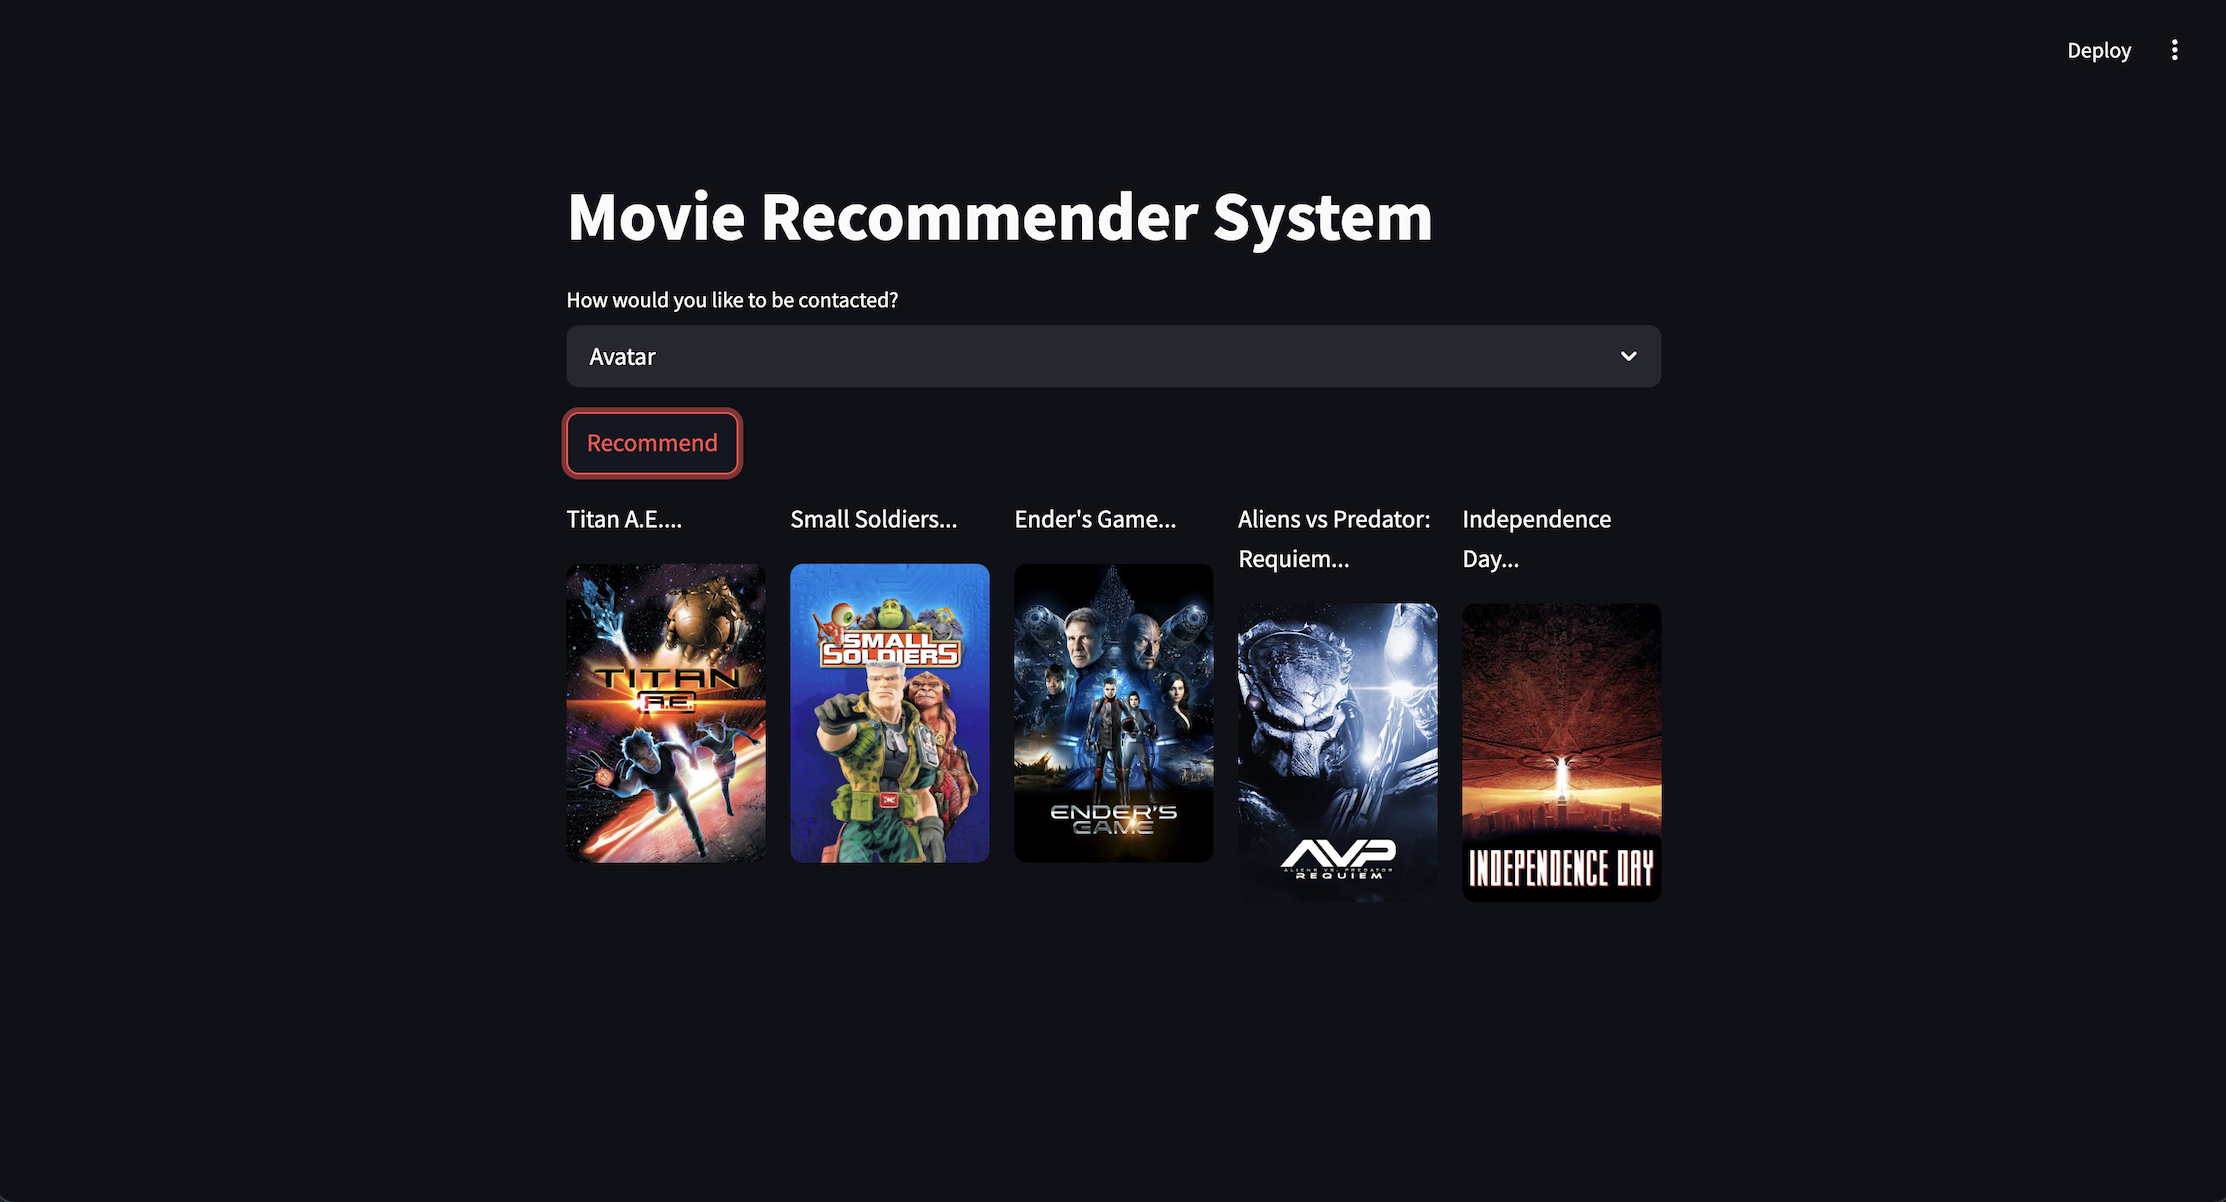 Deploy
Movie Recommender System
How would you like to be contacted?
Avatar
Recommend
Titan A.E....
Small Soldiers...
Ender's Game...
Aliens vs Predator:
Requiem...
Independence
Day...
TITAN
A.E.
SMALL
SOLDIERS
ENDER'S
GAME
AVP
ALIENS VS. PREDATOR
REQUIEM
INDEPENDENCE DAY